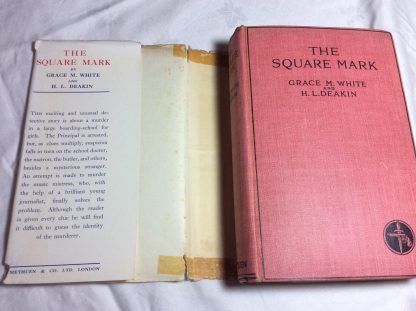 THE
SQUARE MARK
BY
GRACE M. WHITE
AND
H. L. DEAKIN
THIS exciting and unusual de-
tective story is about a murder
in a large boarding-school for
girls. The Principal is arrested,
but, as clues multiply, suspicion
falls in turn on the school doctor,
the matron, the butler, and others,
besides a mysterious stranger.
An attempt is made to murder
the music mistress, who, with
the help of a brilliant young
journalist, finally solves the
problem. Although the reader
is given every clue he will find
it difficult to guess the identity
of the murderer.
METHUEN & CO. LTD. LONDON
THE
SQUARE MARK
GRACE M. WHITE
AND
H.L. DEAKIN